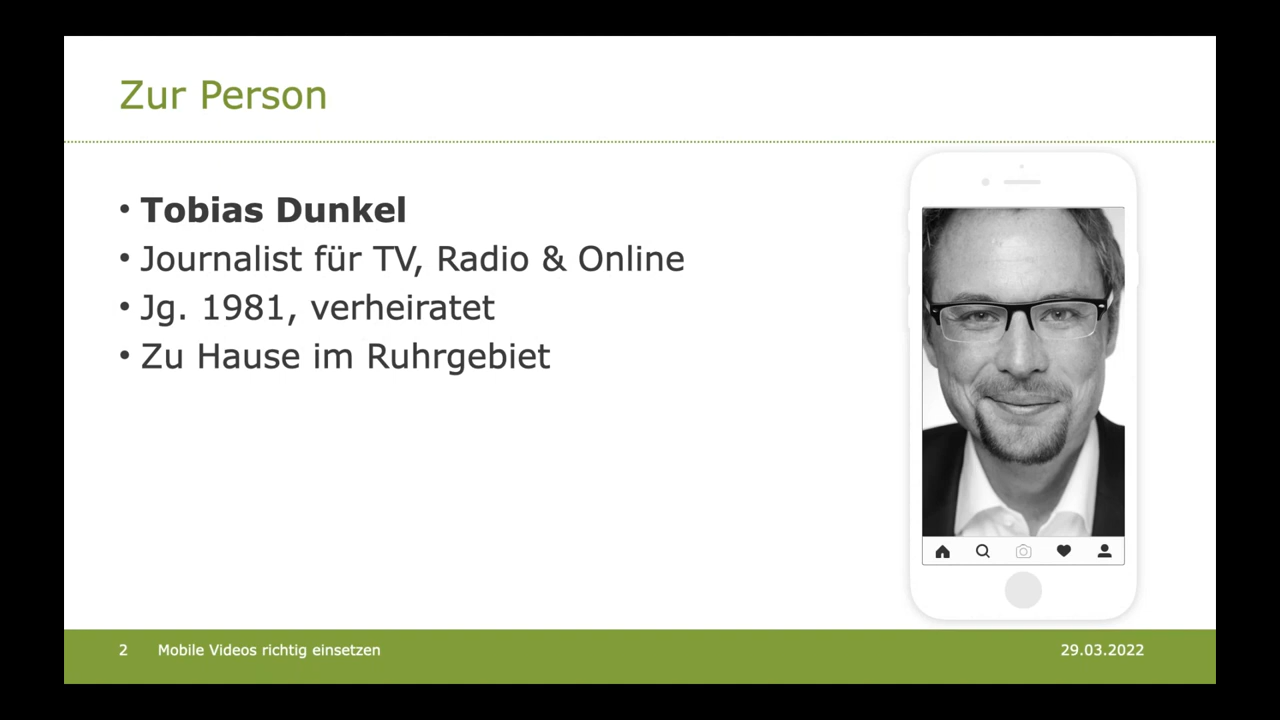 Zur Person
• Tobias Dunkel
• Journalist für TV, Radio & Online
• Jg. 1981, verheiratet
• Zu Hause im Ruhrgebiet
2 Mobile Videos richtig einsetzen 29.03.2022